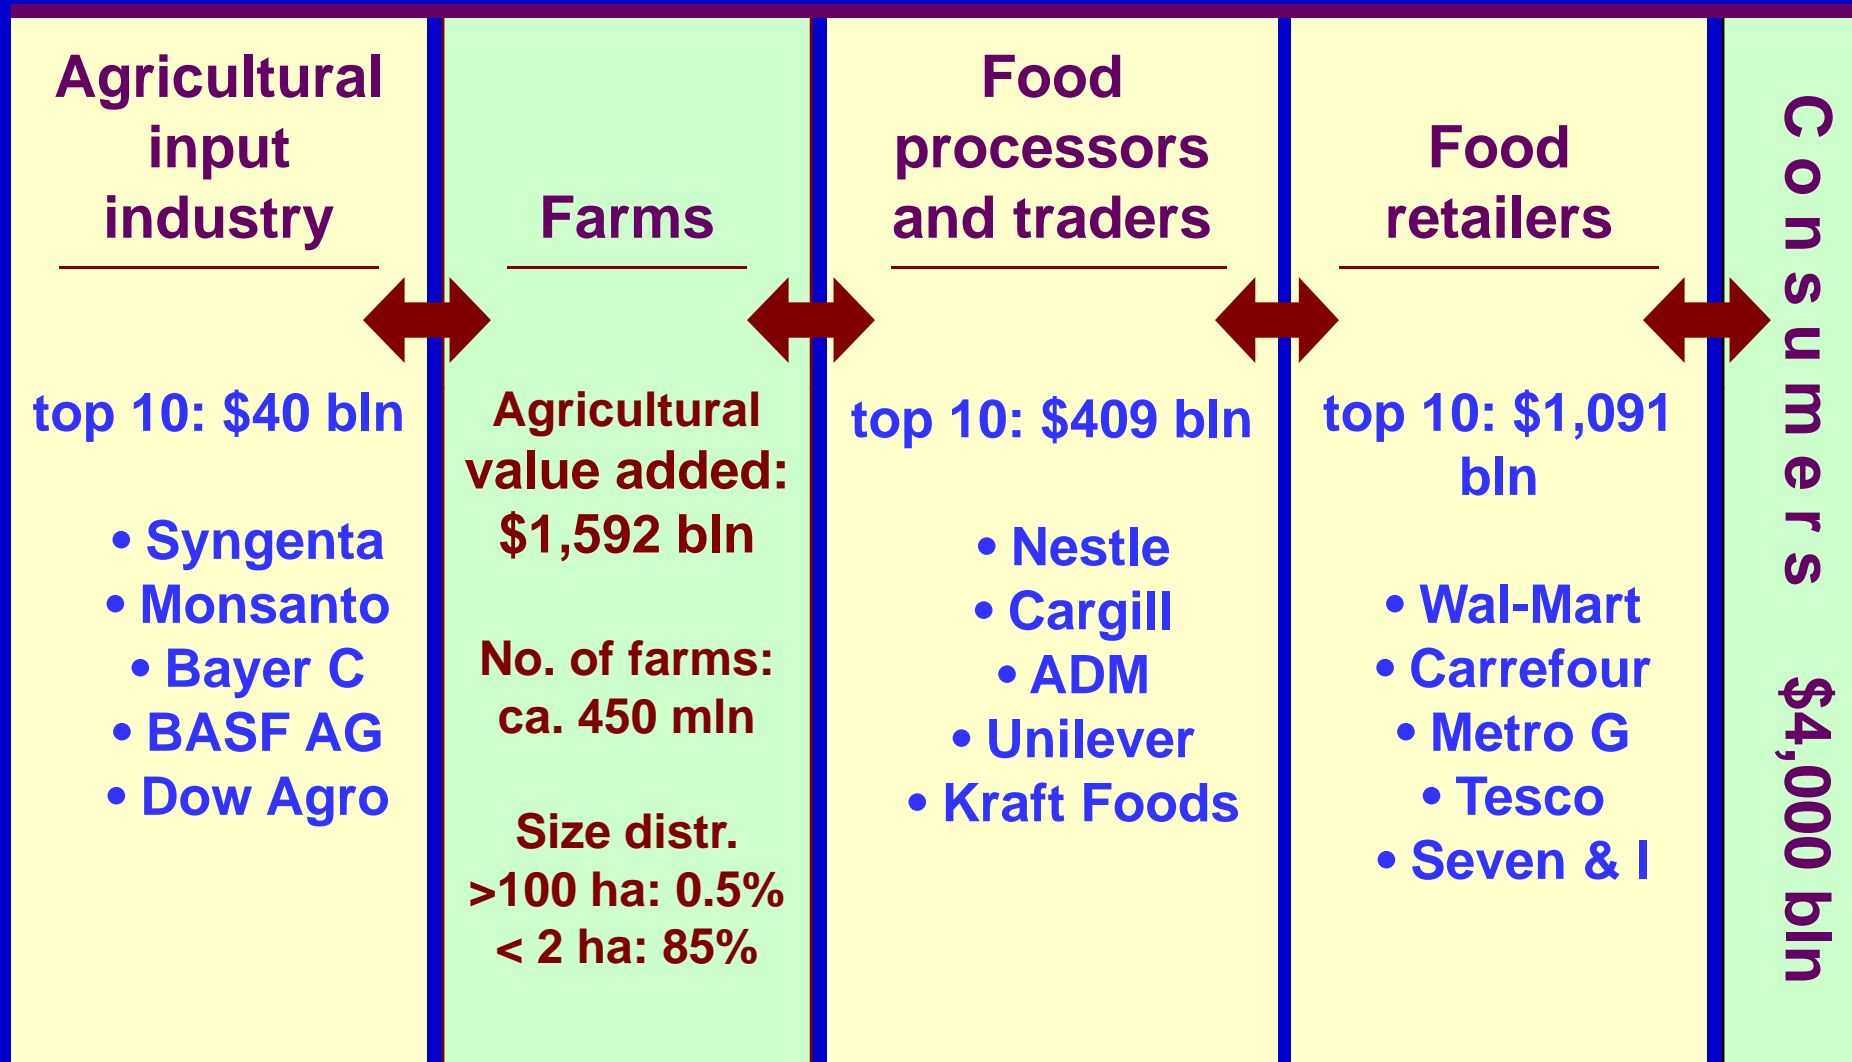 Agricultural
input
industry
top 10: $40 bln
• Syngenta
• Monsanto
• Bayer C
• BASF AG
• Dow Agro
Farms
Agricultural
value added:
$1,592 bln
No. of farms:
ca. 450 mln
Size distr.
>100 ha: 0.5%
< 2 ha: 85%
Food
processors
and traders
top 10: $409 bln
• Nestle
• Cargill
• ADM
• Unilever
• Kraft Foods
Food
retailers
top 10: $1,091
bln
• Wal-Mart
• Carrefour
• Metro G
• Tesco
• Seven & I
Consumers $4,000 bln